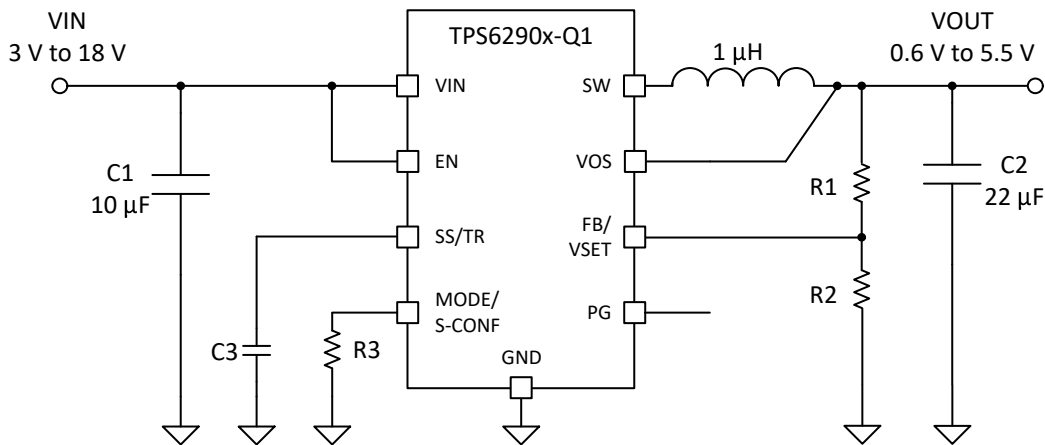 VIN
3 V to 18 V
TPS6290x-Q1
1 µH
VOUT
0.6 V to 5.5 V
VIN
SW
EN
VOS
C1
10 µF
R1
C2
22 µF
SS/TR
FB/
VSET
MODE/
S-CONF
PG
R2
C3
R3
GND